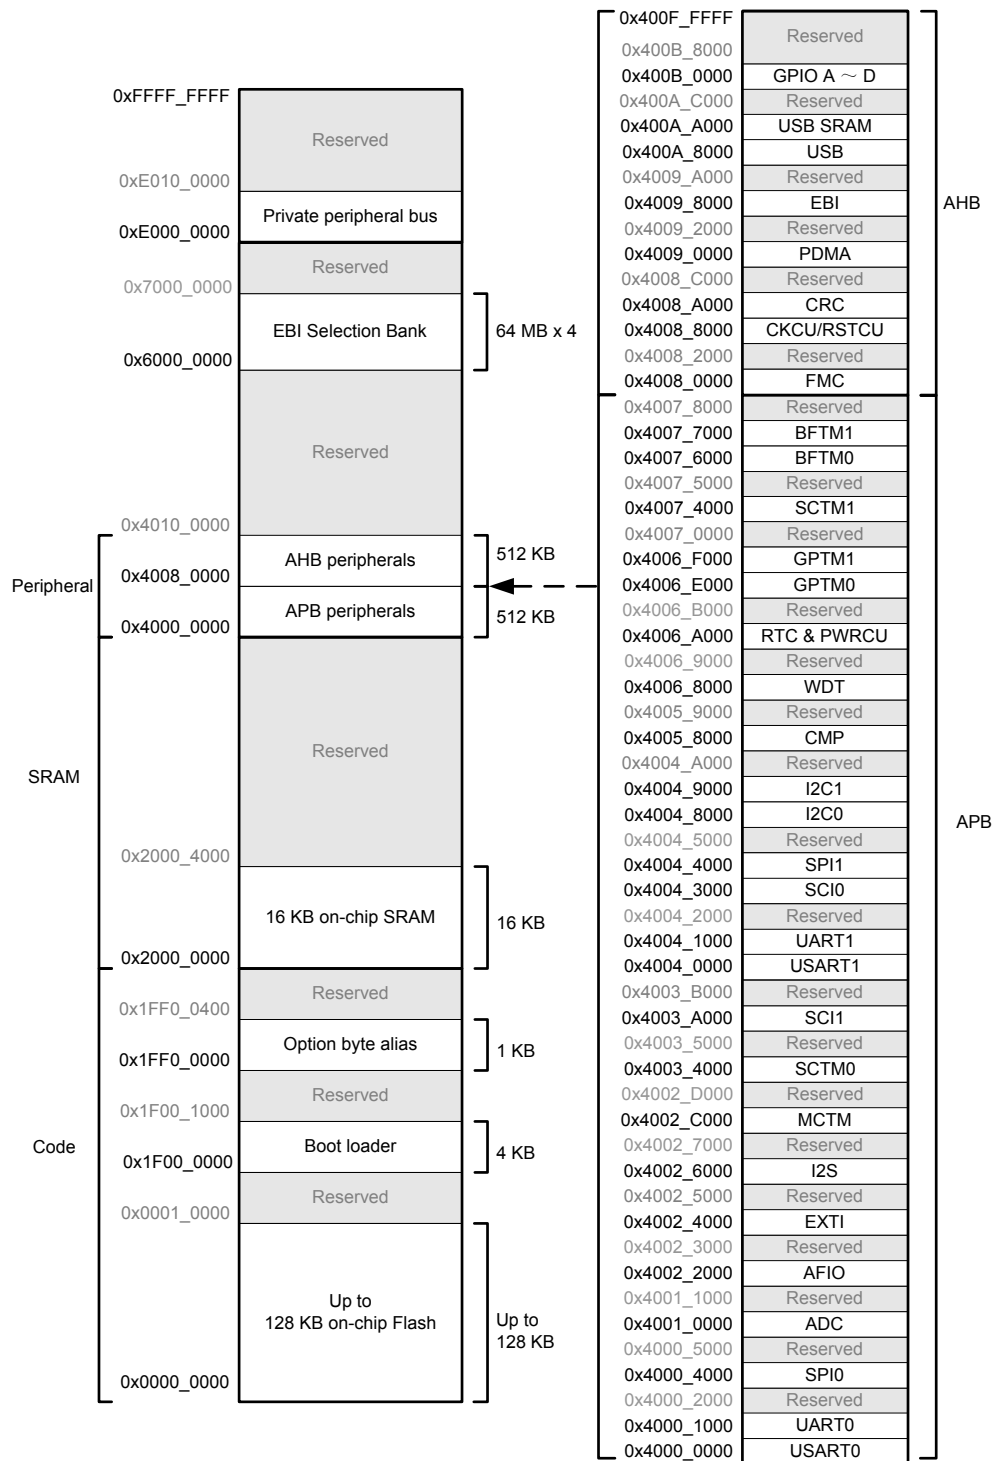 0xFFFF_FFFF
Reserved
0xE010_0000
Private peripheral bus
0xE000_0000
Reserved
0x7000_0000
EBI Selection Bank
64 MB x 4
0x6000_0000
Reserved
0x4010_0000
AHB peripherals
512 KB
0x4008_0000
Peripheral
APB peripherals
512 KB
0x4000_0000
Reserved
SRAM
0x2000_4000
16 KB on-chip SRAM
16 KB
0x2000_0000
Reserved
0x1FF0_0400
Option byte alias
1 KB
0x1FF0_0000
Reserved
0x1F00_1000
Code
Boot loader
4 KB
0x1F00_0000
Reserved
0x0001_0000
Up to
128 KB on-chip Flash
Up to
128 KB
0x0000_0000
0x400F_FFFF
Reserved
0x400B_8000
0x400B_0000 GPIO A ~ D
0x400A_C000 Reserved
0x400A_A000 USB SRAM
0x400A_8000 USB
0x4009_A000 Reserved
0x4009_8000 EBI
AHB
0x4009_2000 Reserved
0x4009_0000 PDMA
0x4008_C000 Reserved
0x4008_A000 CRC
0x4008_8000 CKCU/RSTCU
0x4008_2000 Reserved
0x4008_0000 FMC
0x4007_8000 Reserved
0x4007_7000 BFTM1
0x4007_6000 BFTM0
0x4007_5000 Reserved
0x4007_4000 SCTM1
0x4007_0000 Reserved
0x4006_F000 GPTM1
0x4006_E000 GPTM0
0x4006_B000 Reserved
0x4006_A000 RTC & PWRCU
0x4006_9000 Reserved
0x4006_8000 WDT
0x4005_9000 Reserved
0x4005_8000 CMP
0x4004_A000 Reserved
0x4004_9000 I2C1
0x4004_8000 I2C0
APB
0x4004_5000 Reserved
0x4004_4000 SPI1
0x4004_3000 SCI0
0x4004_2000 Reserved
0x4004_1000 UART1
0x4004_0000 USART1
0x4003_B000 Reserved
0x4003_A000 SCI1
0x4003_5000 Reserved
0x4003_4000 SCTM0
0x4002_D000 Reserved
0x4002_C000 MCTM
0x4002_7000 Reserved
0x4002_6000 I2S
0x4002_5000 Reserved
0x4002_4000 EXTI
0x4002_3000 Reserved
0x4002_2000 AFIO
0x4001_1000 Reserved
0x4001_0000 ADC
0x4000_5000 Reserved
0x4000_4000 SPI0
0x4000_2000 Reserved
0x4000_1000 UART0
0x4000_0000 USART0